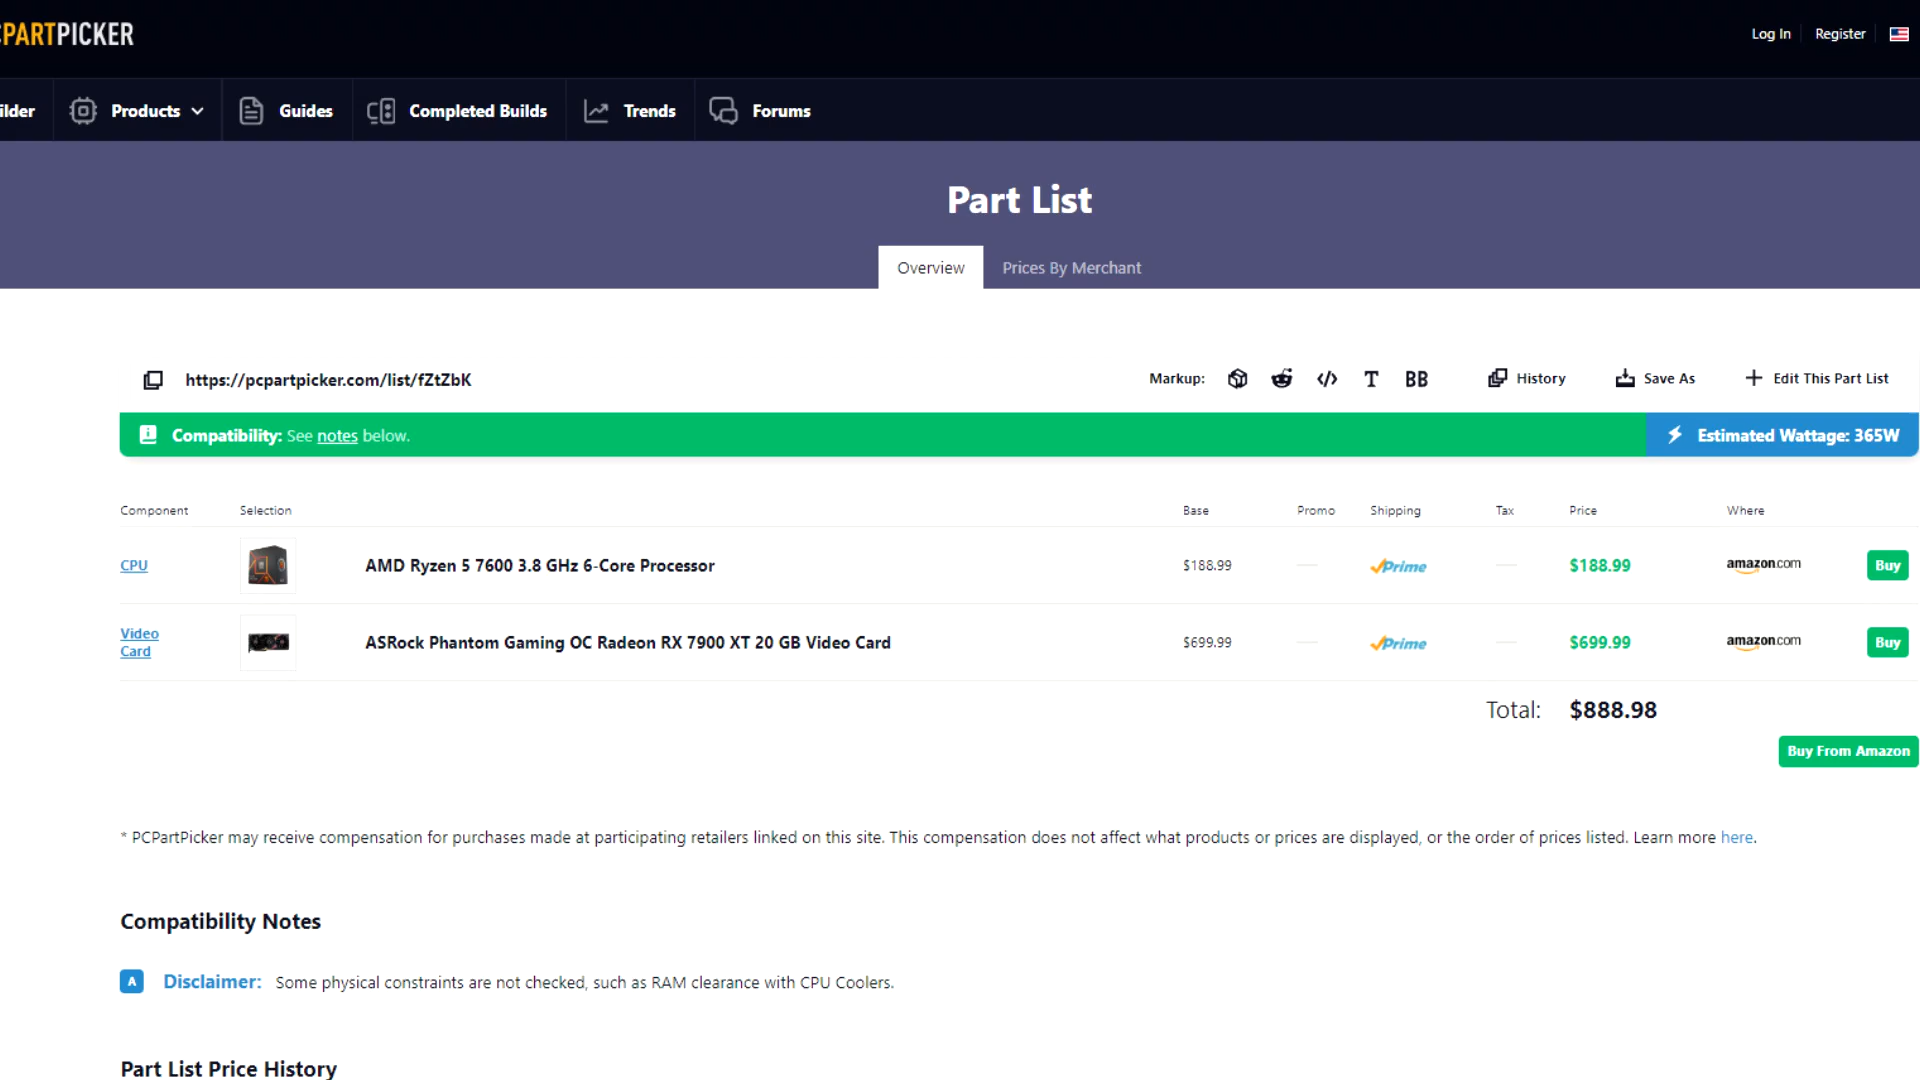 CPARTPICKER
Log In Register
ilder Products Guides Completed Builds Trends Forums
Part List
Overview Prices By Merchant
https://pcpartpicker.com/list/fZtZbK Markup: T BB History Save As Edit This Part List
Compatibility: See notes below. Estimated Wattage: 365W
Component Selection Base Promo Shipping Tax Price Where
CPU AMD Ryzen 5 7600 3.8 GHz 6-Core Processor $188.99 — Prime — $188.99 amazon.com Buy
Video
Card ASRock Phantom Gaming OC Radeon RX 7900 XT 20 GB Video Card $699.99 — Prime — $699.99 amazon.com Buy
Total: $888.98
Buy From Amazon
* PCPartPicker may receive compensation for purchases made at participating retailers linked on this site. This compensation does not affect what products or prices are displayed, or the order of prices listed. Learn more here.
Compatibility Notes
A Disclaimer: Some physical constraints are not checked, such as RAM clearance with CPU Coolers.
Part List Price History